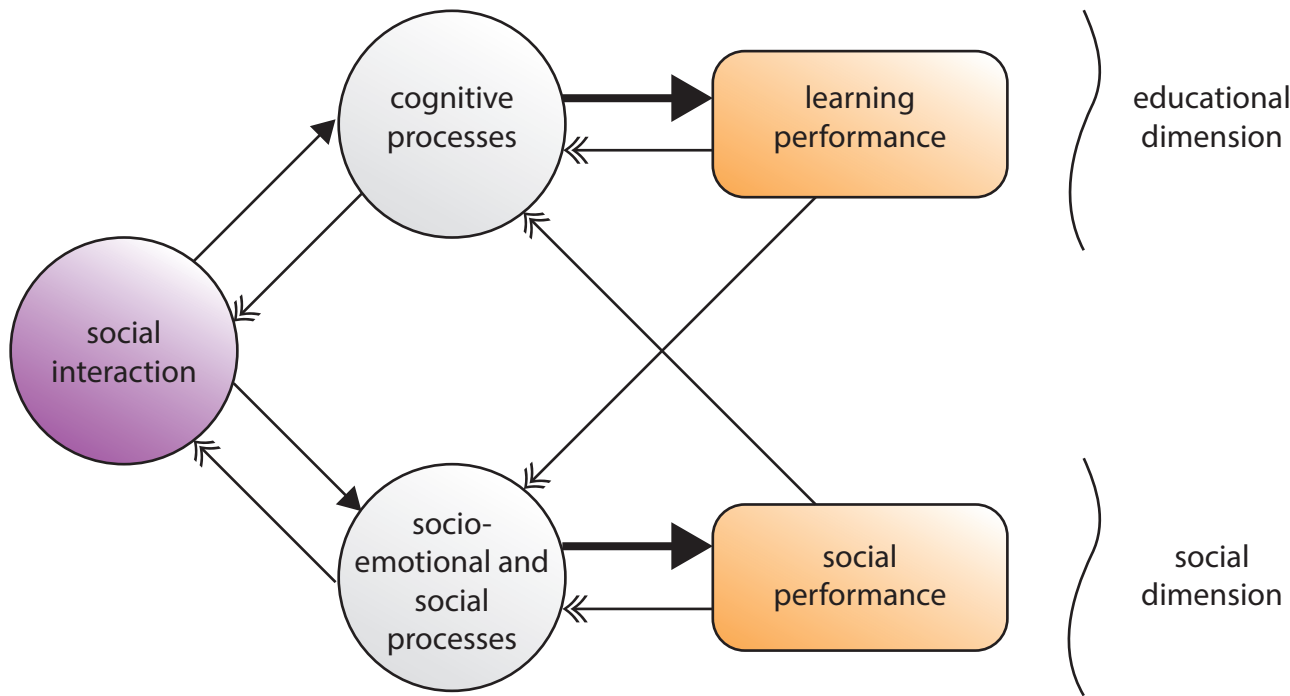 cognitive
processes
learning
performance
educational
dimension
social
interaction
socio-
emotional and
social
processes
social
performance
social
dimension